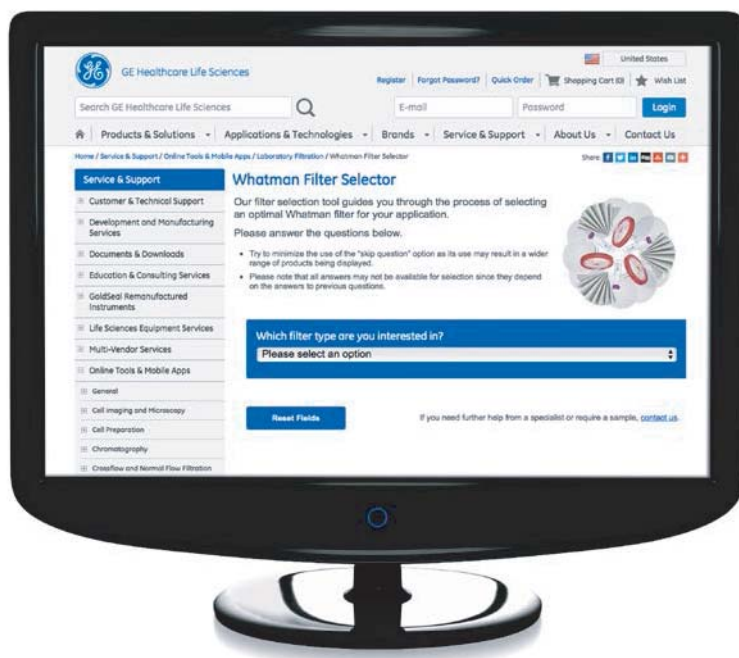 United States
GE Healthcare Life Sciences
Register | Forgot Password? | Quick Order | Shopping Cart (0) | Wish List
Search GE Healthcare Life Sciences
E-mail
Password
Login
Products & Solutions
Applications & Technologies
Brands
Service & Support
About Us
Contact Us
Home / Service & Support / Online Tools & Mobile Apps / Laboratory Filtration / Whatman Filter Selector
Share:
Service & Support
Customer & Technical Support
Development and Manufacturing
Services
Documents & Downloads
Education & Consulting Services
GoldSeal Remanufactured
Instruments
Life Sciences Equipment Services
Multi-Vendor Services
Online Tools & Mobile Apps
General
Cell Imaging and Microscopy
Cell Preparation
Chromatography
Crossflow and Normal Flow Filtration
Whatman Filter Selector
Our filter selection tool guides you through the process of selecting
an optimal Whatman filter for your application.
Please answer the questions below.
• Try to minimize the use of the "skip question" option as its use may result in a wider
range of products being displayed.
• Please note that all answers may not be available for selection since they depend
on the answers to previous questions.
Which filter type are you interested in?
Please select an option
Reset Fields
If you need further help from a specialist or require a sample, contact us.